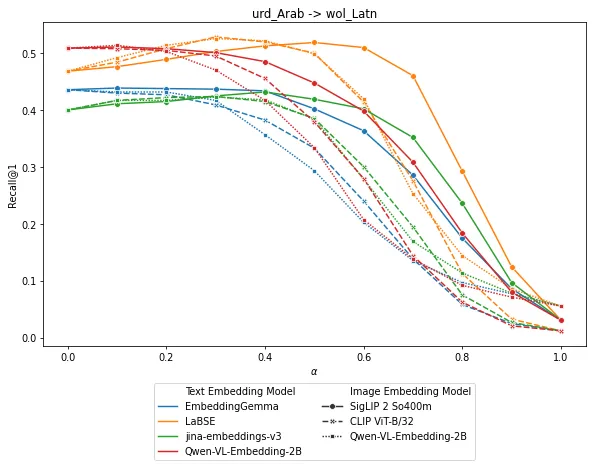 urd_Arab -> wol_Latn
Recall@1
0.5
0.4
0.3
0.2
0.1
0.0
0.0 0.2 0.4 0.6 0.8 1.0
α
Text Embedding Model Image Embedding Model
EmbeddingGemma SigLIP 2 So400m
LaBSE CLIP ViT-B/32
jina-embeddings-v3 Qwen-VL-Embedding-2B
Qwen-VL-Embedding-2B